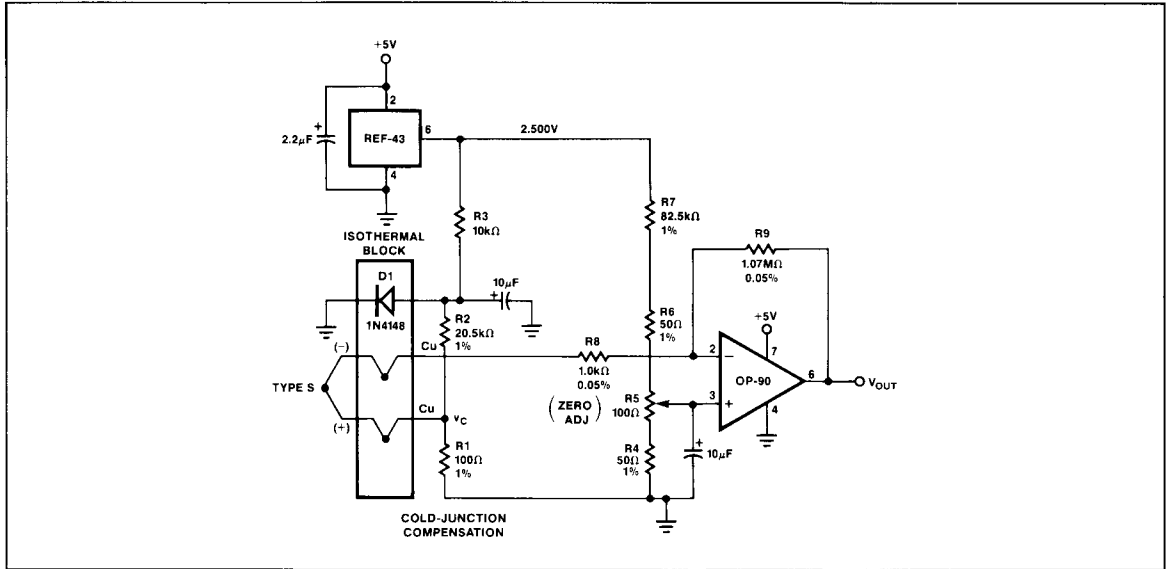 +5V
2
REF-43
6
2.500V
2.2μF
+
4
R3
10kΩ
R7
82.5kΩ
1%
ISOTHERMAL
BLOCK
D1
1N4148
10μF
+
R2
20.5kΩ
1%
R6
50Ω
1%
R9
1.07MΩ
0.05%
+5V
7
(−)
Cu
R8
1.0kΩ
0.05%
2
−
OP-90
6
VOUT
TYPE S
(+)
Cu
vC
(ZERO
ADJ)
R5
100Ω
3
+
4
R1
100Ω
1%
R4
50Ω
1%
+
10μF
COLD-JUNCTION
COMPENSATION